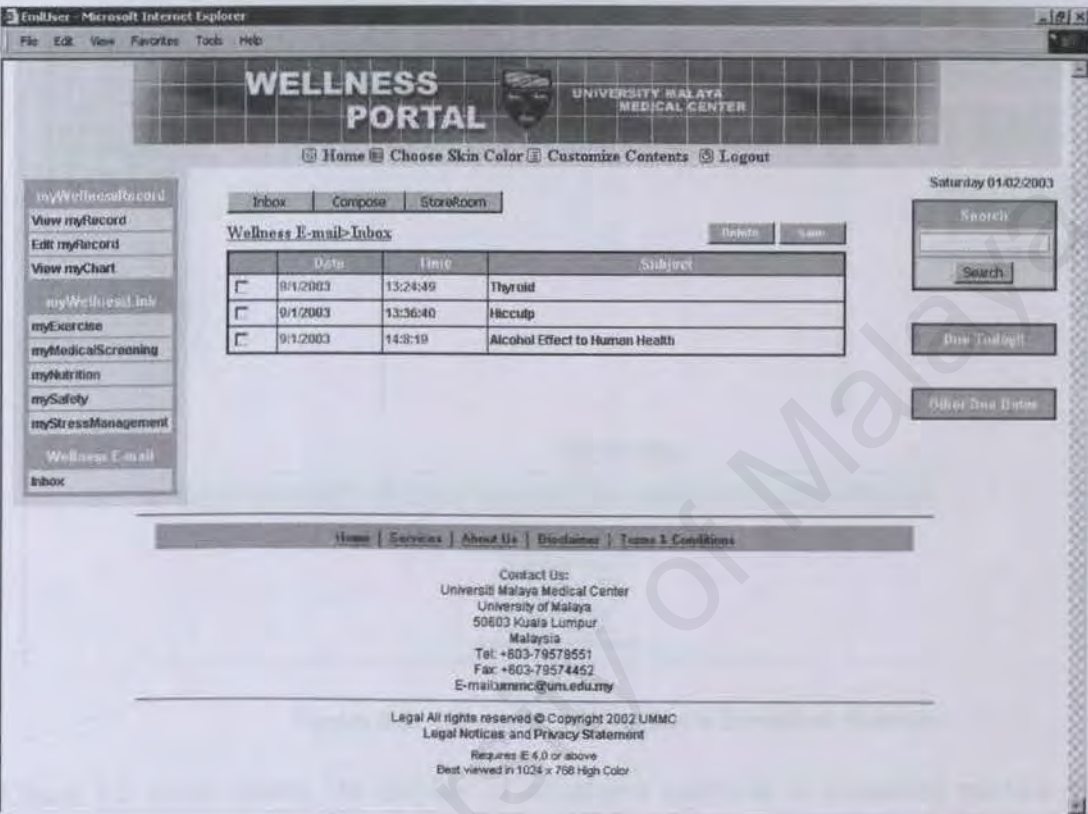 EmlUser - Microsoft Internet Explorer
File Edit View Favorites Tools Help
WELLNESS
PORTAL
UNIVERSITY MALAYA
MEDICAL CENTER
Home Choose Skin Color Customize Contents Logout
Saturday 01/02/2003
myWellnessRecord
View myRecord
Edit myRecord
View myChart
myWellnessLink
myExercise
myMedicalScreening
myNutrition
mySafety
myStressManagement
Wellness E-mail
Inbox
Inbox Compose StoreRoom
Wellness E-mail>Inbox
Delete Save
Date Time Subject
9/1/2003 13:24:49 Thyroid
9/1/2003 13:36:40 Hicculp
9/1/2003 14:8:19 Alcohol Effect to Human Health
Search
Search
Due Today!!
Other Due Dates
Home | Services | About Us | Disclaimer | Terms & Conditions
Contact Us:
Universiti Malaya Medical Center
University of Malaya
50603 Kuala Lumpur
Malaysia
Tel: +603-79579551
Fax: +603-79574452
E-mail:ummc@um.edu.my
Legal All rights reserved © Copyright 2002 UMMC
Legal Notices and Privacy Statement
Requires IE 4.0 or above
Best viewed in 1024 x 768 High Color
University of Malaya